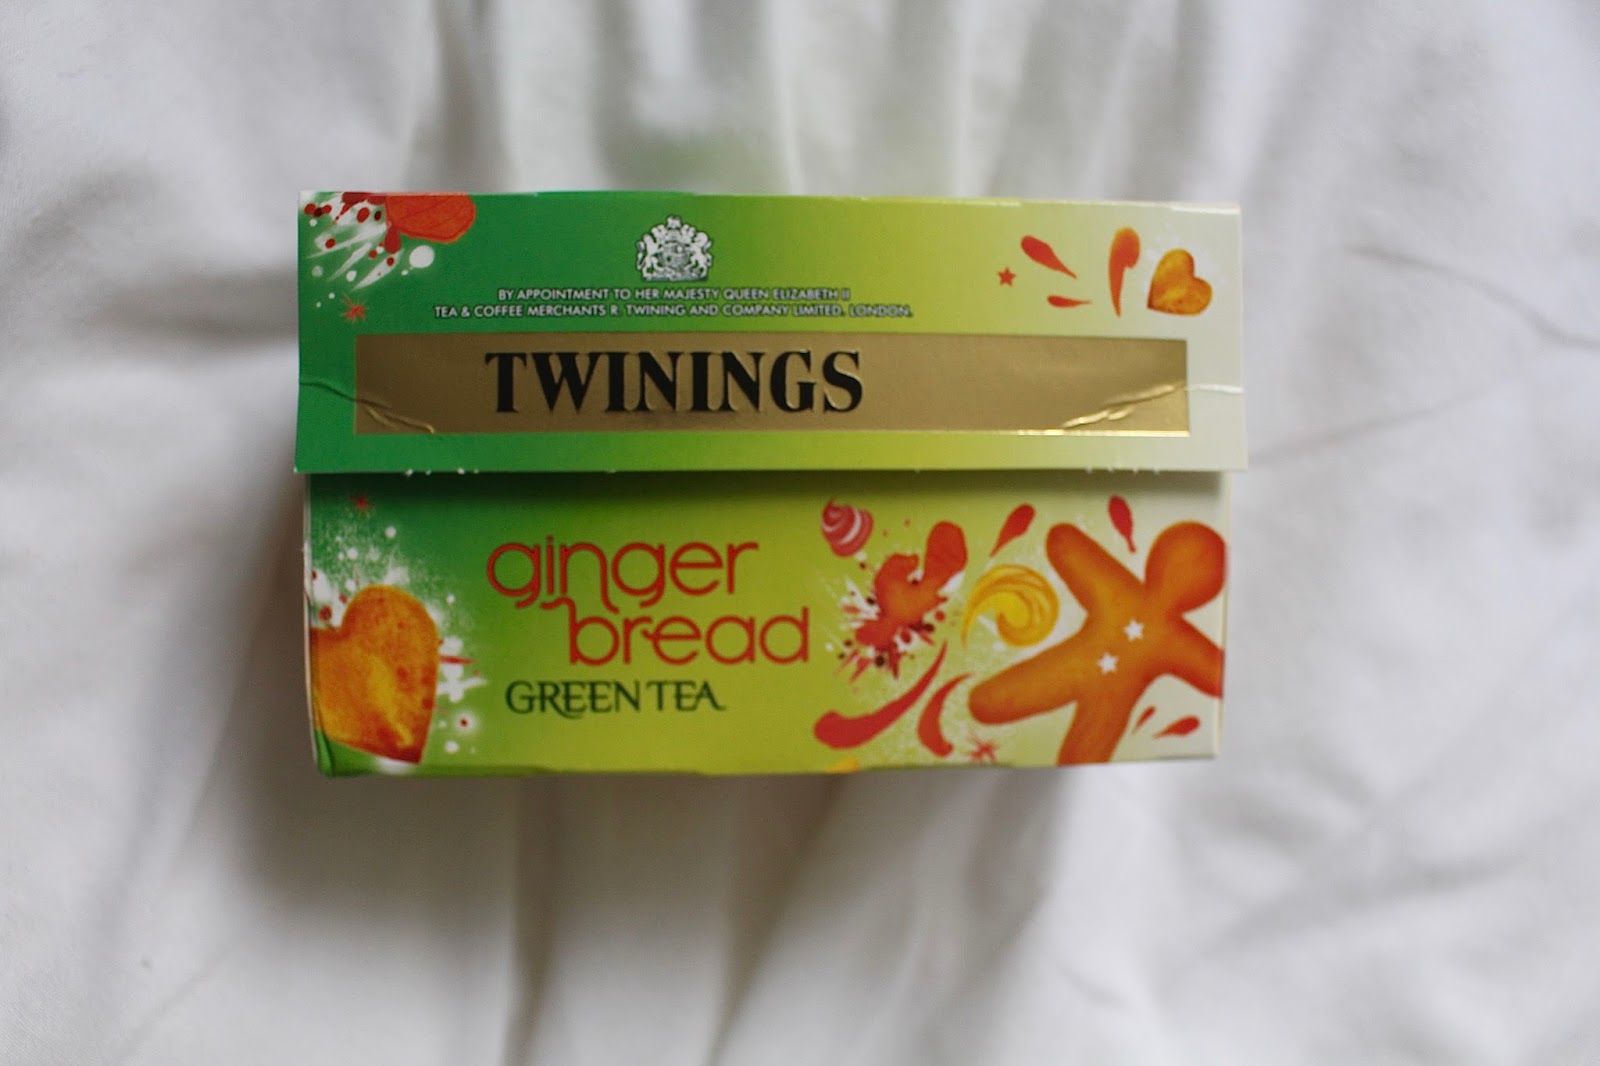 BY APPOINTMENT TO HER MAJESTY QUEEN ELIZABETH II
TEA & COFFEE MERCHANTS R. TWINING AND COMPANY LIMITED. LONDON.
TWININGS
ginger
bread
GREEN TEA